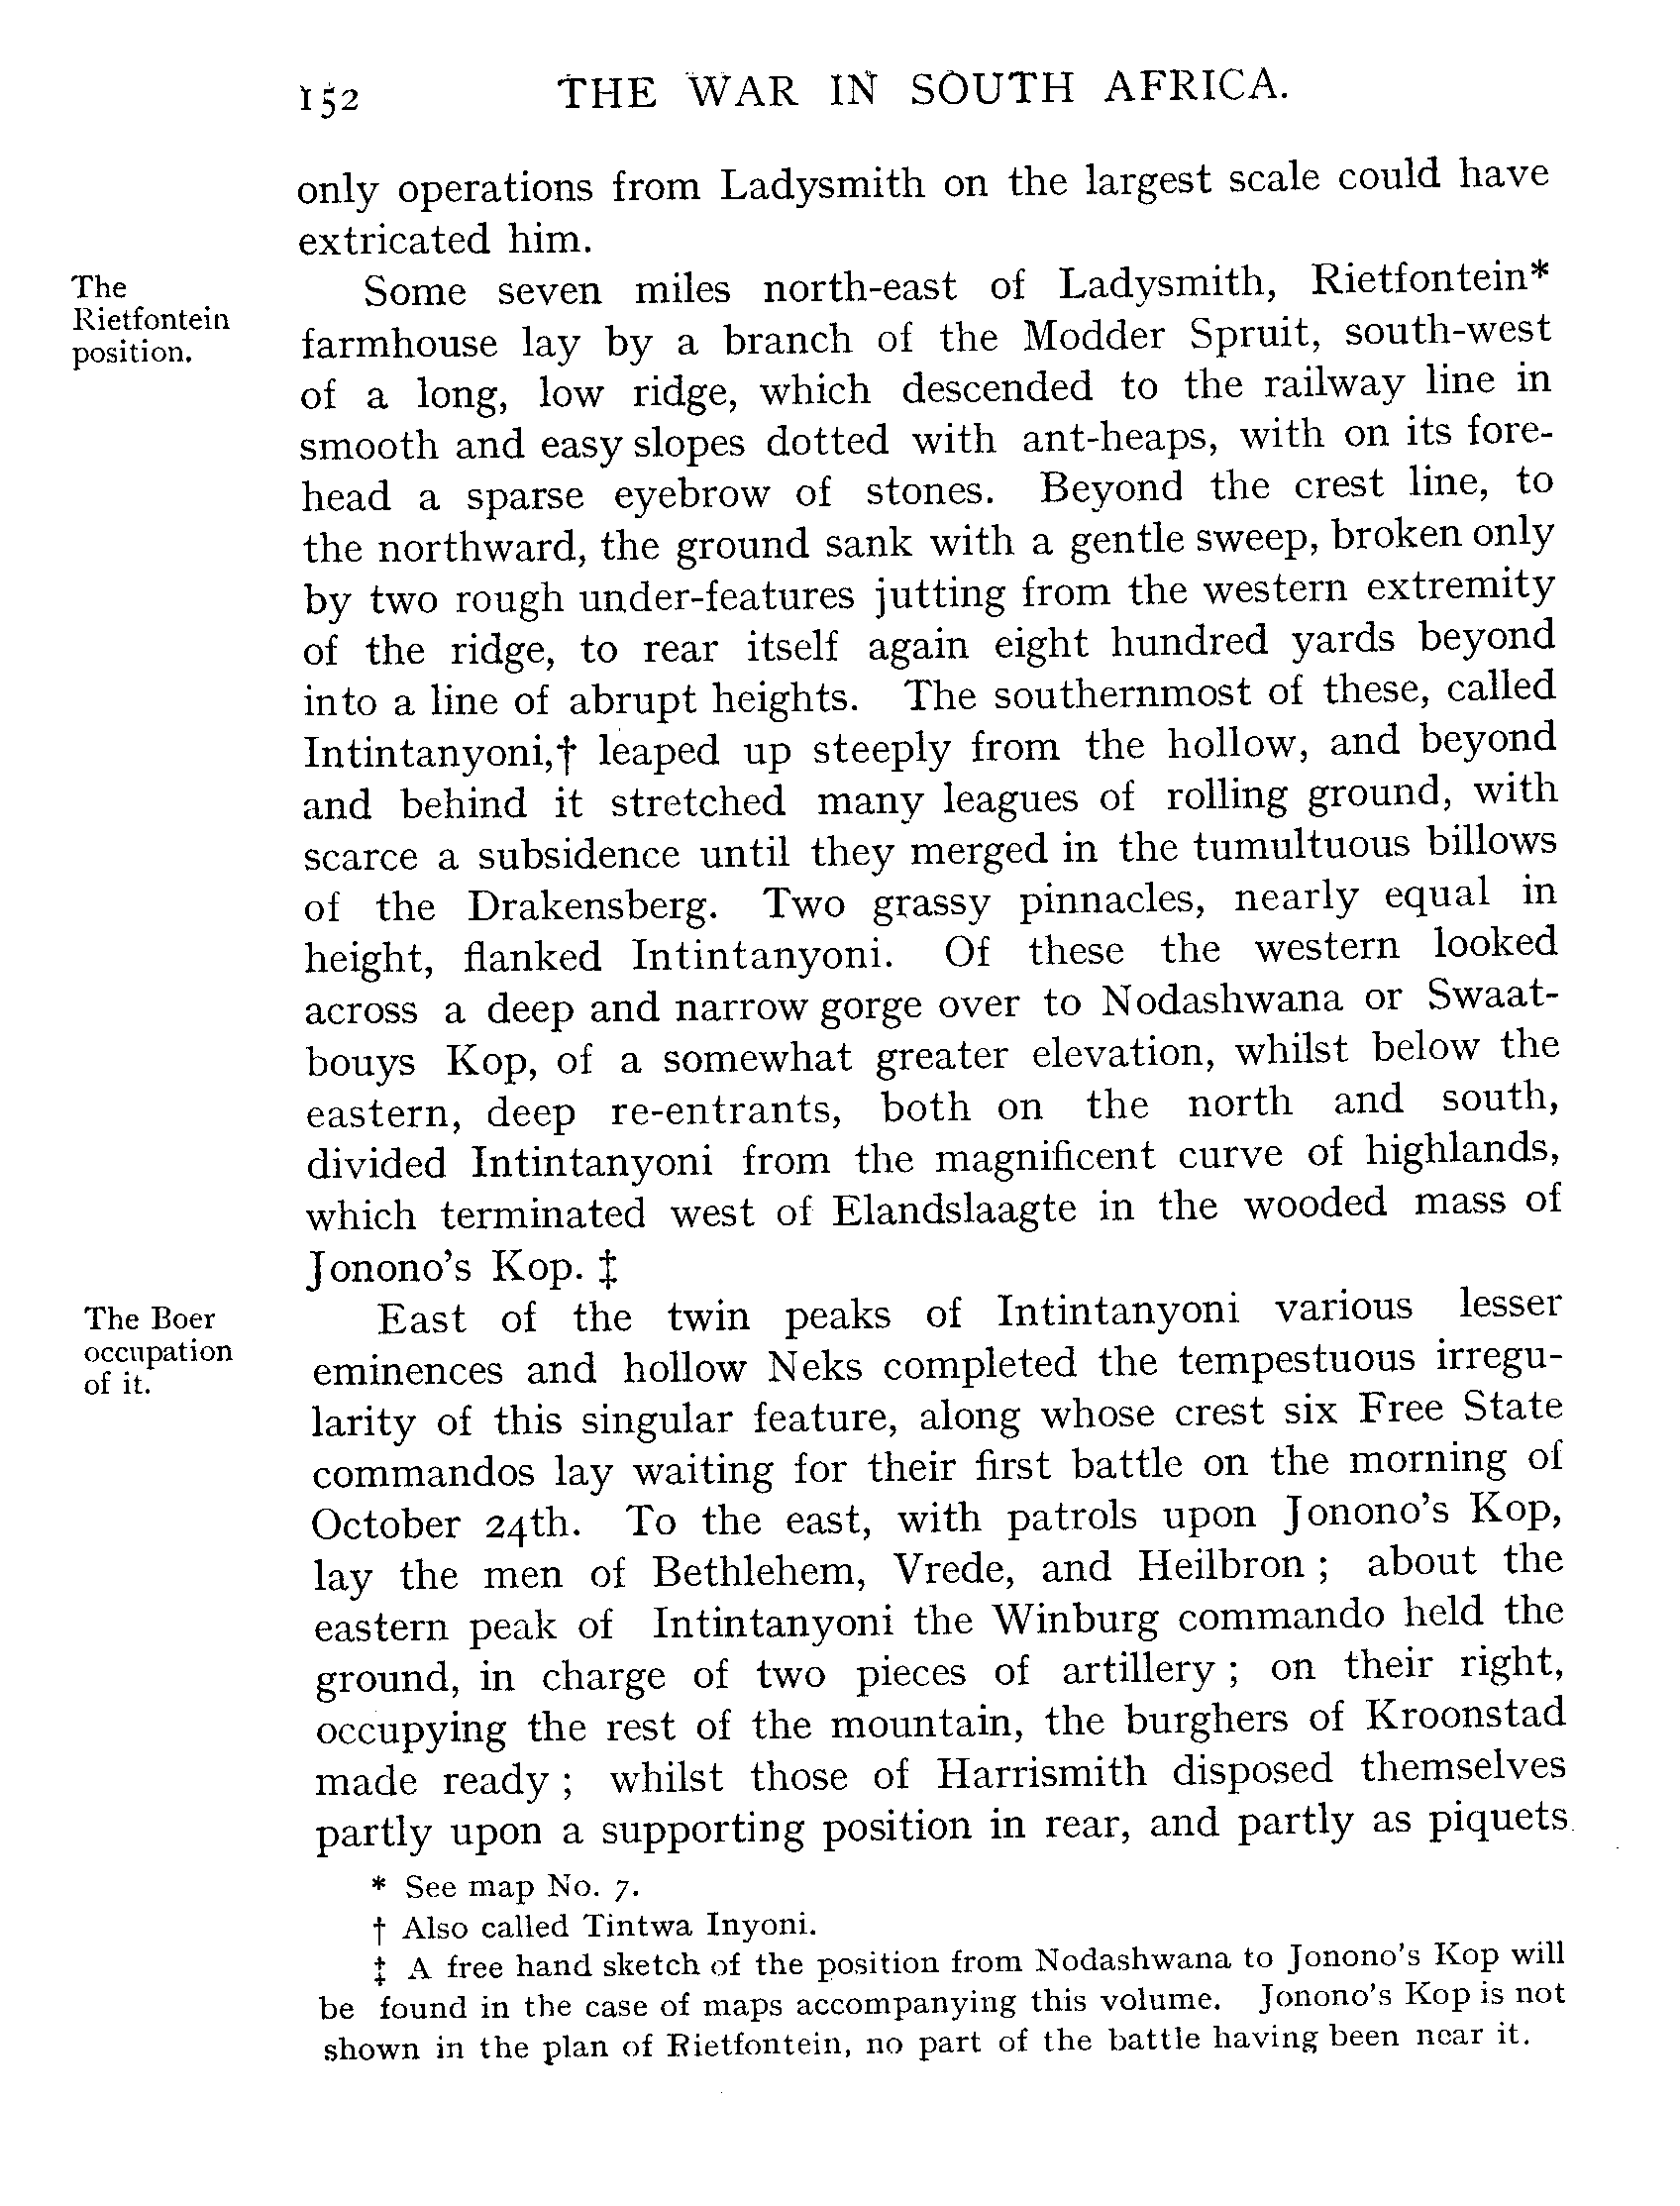 152 THE WAR IN SOUTH AFRICA.
only operations from Ladysmith on the largest scale could have
extricated him.
The
Rietfontein
position.
Some seven miles north-east of Ladysmith, Rietfontein*
farmhouse lay by a branch of the Modder Spruit, south-west
of a long, low ridge, which descended to the railway line in
smooth and easy slopes dotted with ant-heaps, with on its fore-
head a sparse eyebrow of stones. Beyond the crest line, to
the northward, the ground sank with a gentle sweep, broken only
by two rough under-features jutting from the western extremity
of the ridge, to rear itself again eight hundred yards beyond
into a line of abrupt heights. The southernmost of these, called
Intintanyoni,† leaped up steeply from the hollow, and beyond
and behind it stretched many leagues of rolling ground, with
scarce a subsidence until they merged in the tumultuous billows
of the Drakensberg. Two grassy pinnacles, nearly equal in
height, flanked Intintanyoni. Of these the western looked
across a deep and narrow gorge over to Nodashwana or Swaat-
bouys Kop, of a somewhat greater elevation, whilst below the
eastern, deep re-entrants, both on the north and south,
divided Intintanyoni from the magnificent curve of highlands,
which terminated west of Elandslaagte in the wooded mass of
Jonono's Kop. ‡
The Boer
occupation
of it.
East of the twin peaks of Intintanyoni various lesser
eminences and hollow Neks completed the tempestuous irregu-
larity of this singular feature, along whose crest six Free State
commandos lay waiting for their first battle on the morning of
October 24th. To the east, with patrols upon Jonono's Kop,
lay the men of Bethlehem, Vrede, and Heilbron ; about the
eastern peak of Intintanyoni the Winburg commando held the
ground, in charge of two pieces of artillery ; on their right,
occupying the rest of the mountain, the burghers of Kroonstad
made ready ; whilst those of Harrismith disposed themselves
partly upon a supporting position in rear, and partly as piquets
* See map No. 7.
† Also called Tintwa Inyoni.
‡ A free hand sketch of the position from Nodashwana to Jonono's Kop will
be found in the case of maps accompanying this volume. Jonono's Kop is not
shown in the plan of Rietfontein, no part of the battle having been near it.